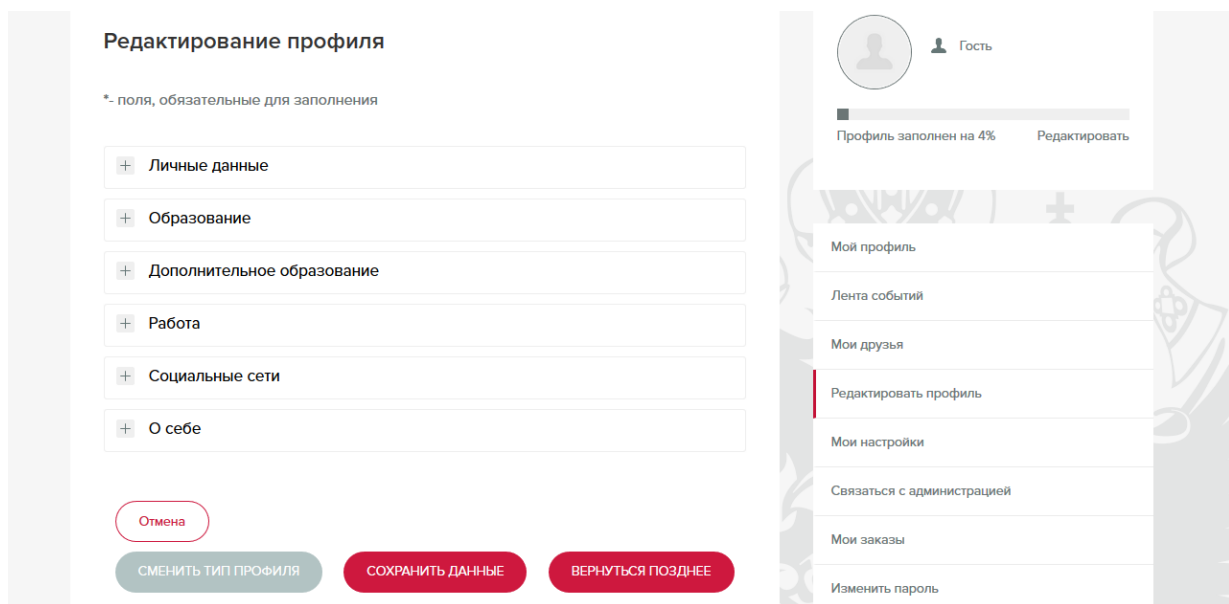 Редактирование профиля
*- поля, обязательные для заполнения
Личные данные
Образование
Дополнительное образование
Работа
Социальные сети
О себе
Отмена
СМЕНИТЬ ТИП ПРОФИЛЯ
СОХРАНИТЬ ДАННЫЕ
ВЕРНУТЬСЯ ПОЗДНЕЕ
Гость
Профиль заполнен на 4%
Редактировать
Мой профиль
Лента событий
Мои друзья
Редактировать профиль
Мои настройки
Связаться с администрацией
Мои заказы
Изменить пароль